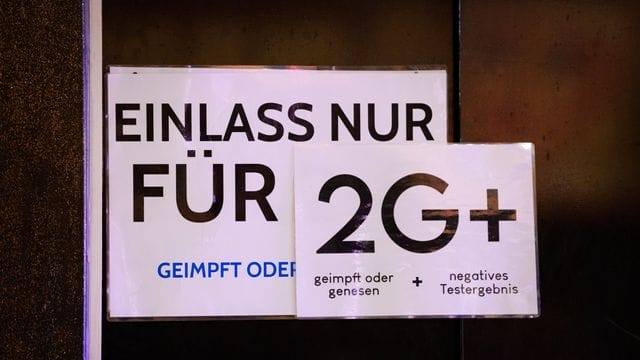 EINLASS NUR
FÜR
GEIMPFT ODER
2G+
geimpft oder
genesen
+
negatives
Testergebnis